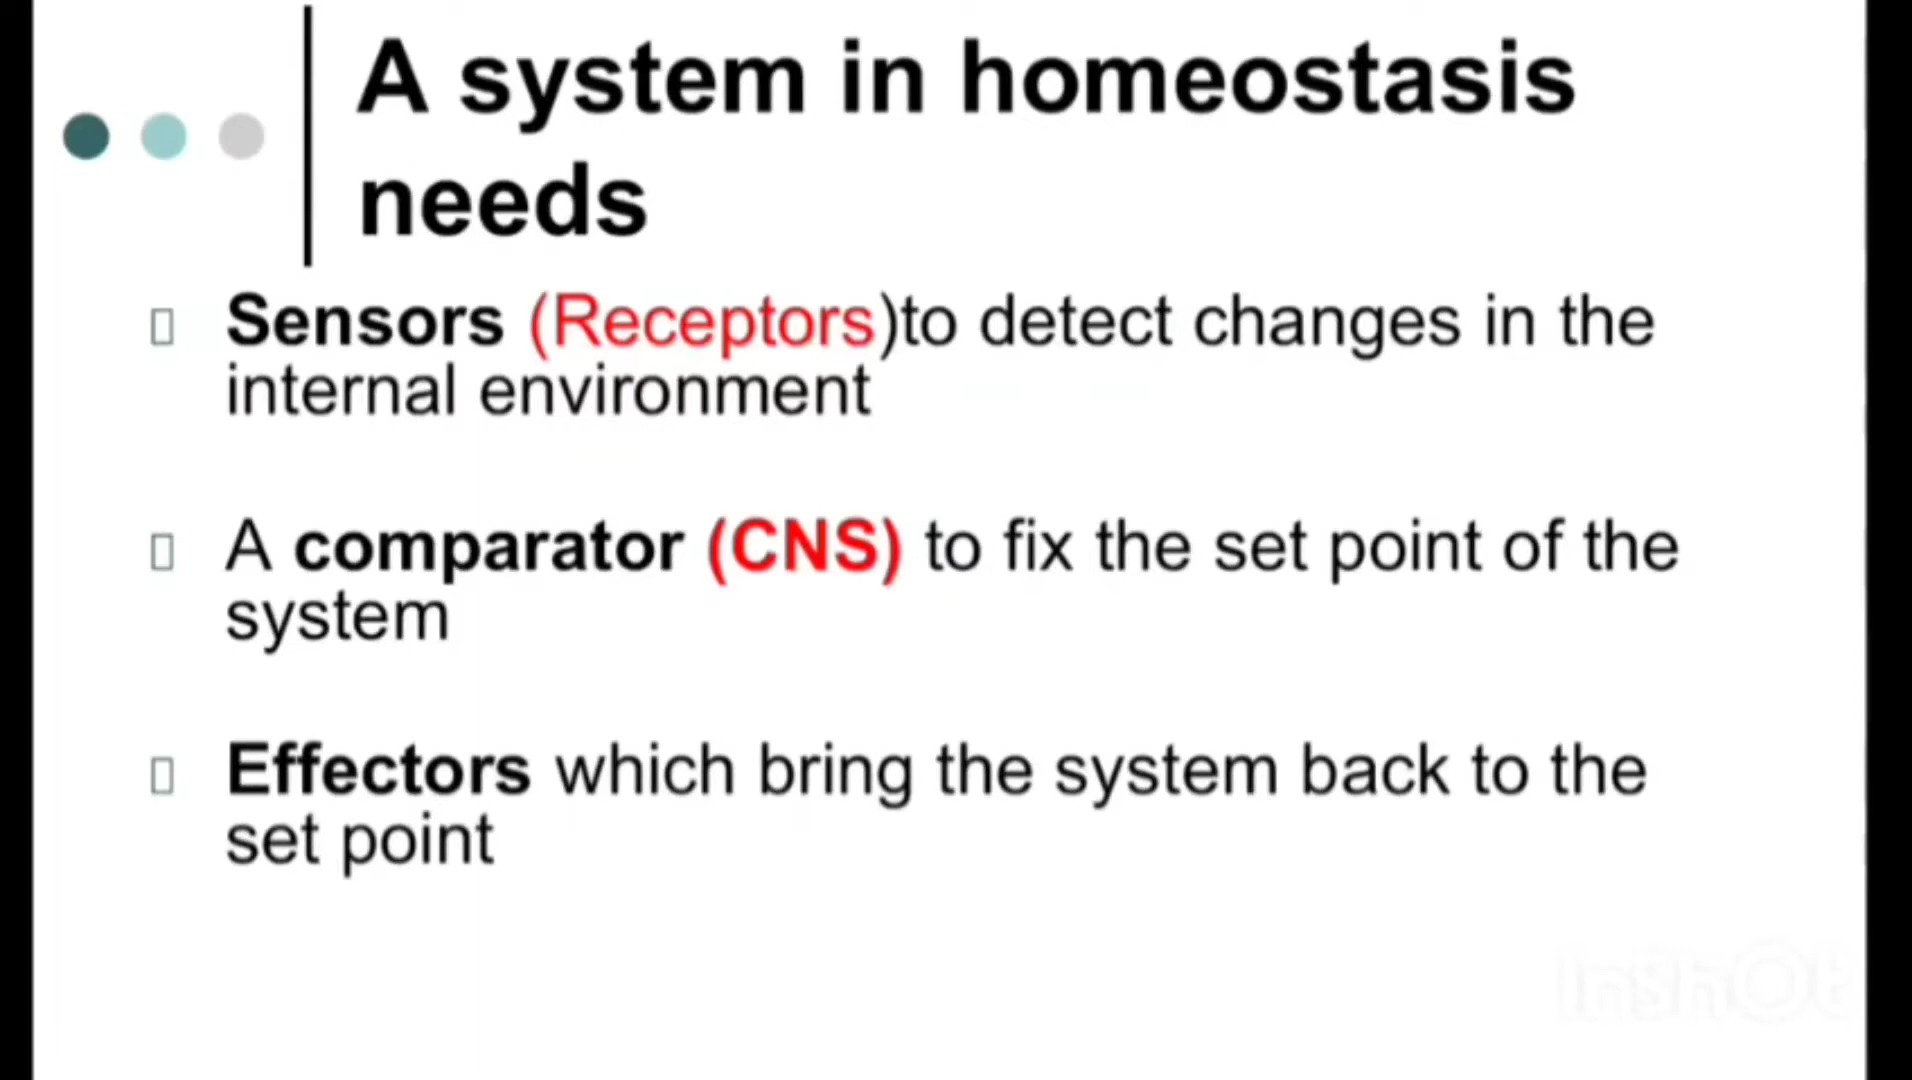 A system in homeostasis
needs
Sensors (Receptors)to detect changes in the
internal environment
A comparator (CNS) to fix the set point of the
system
Effectors which bring the system back to the
set point
InShOt